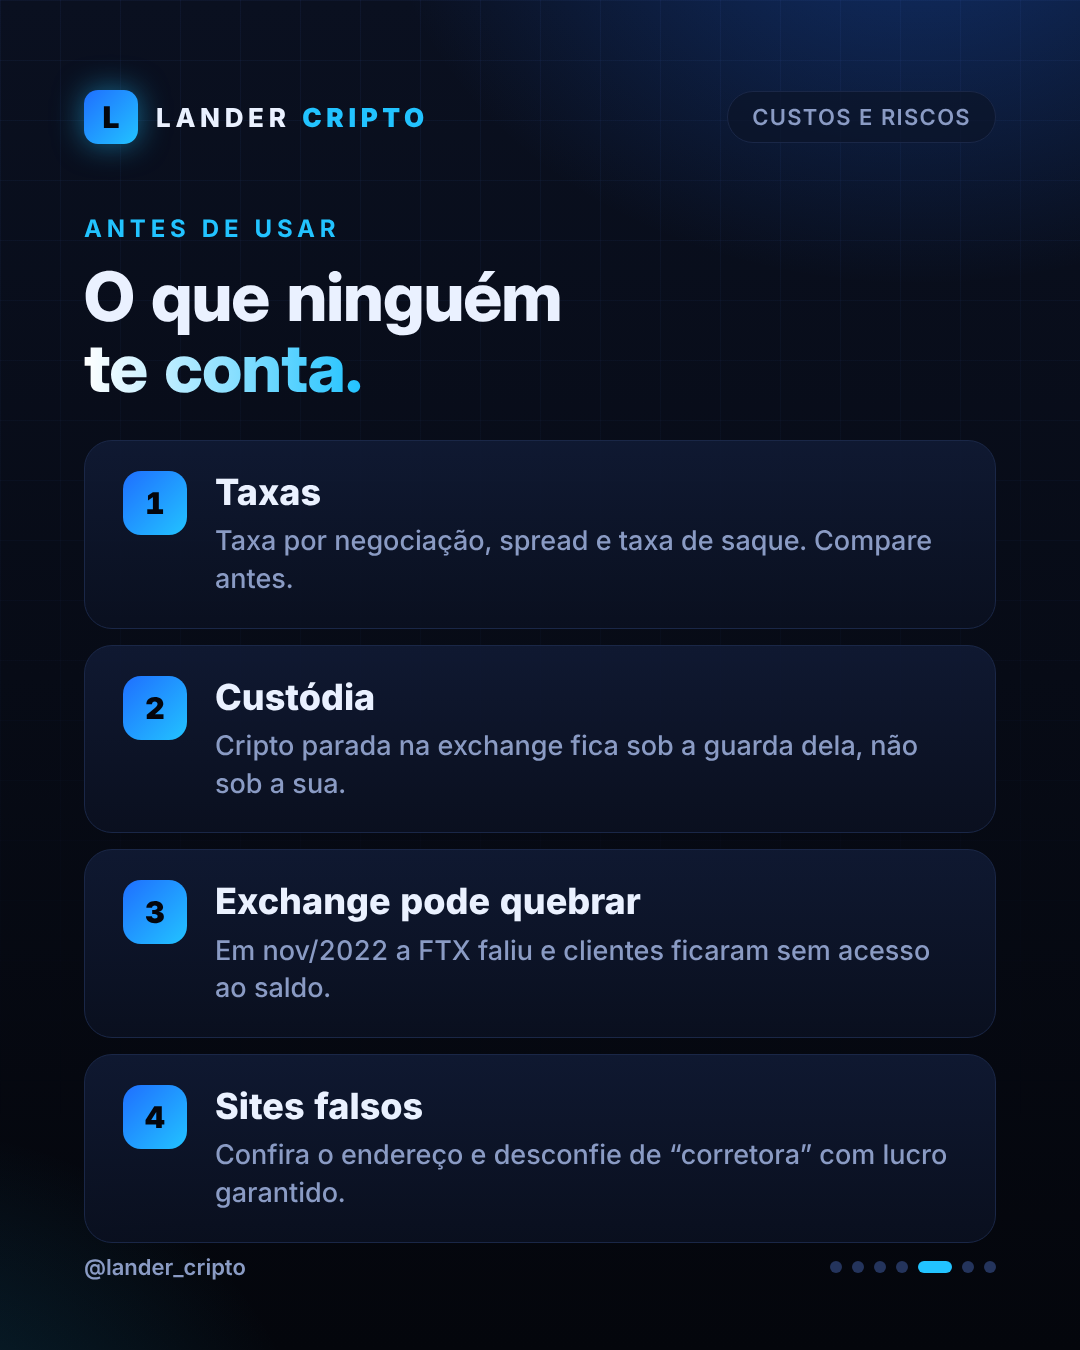 L LANDER CRIPTO
CUSTOS E RISCOS
ANTES DE USAR
O que ninguém
te conta.
1
Taxas
Taxa por negociação, spread e taxa de saque. Compare
antes.
2
Custódia
Cripto parada na exchange fica sob a guarda dela, não
sob a sua.
3
Exchange pode quebrar
Em nov/2022 a FTX faliu e clientes ficaram sem acesso
ao saldo.
4
Sites falsos
Confira o endereço e desconfie de “corretora” com lucro
garantido.
@lander_cripto